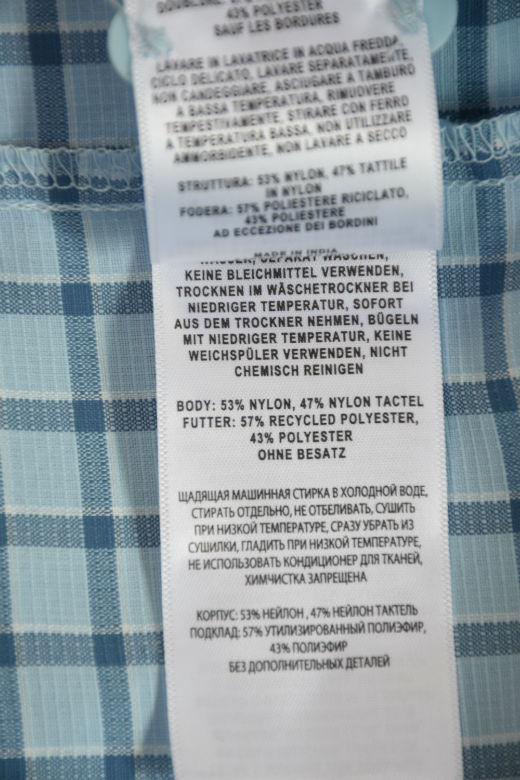 43% POLYESTER
SAUF LES BORDURES
LAVARE IN LAVATRICE IN ACQUA FREDDA,
CICLO DELICATO, LAVARE SEPARATAMENTE,
NON CANDEGGIARE, ASCIUGARE A TAMBURO
A BASSA TEMPERATURA, RIMUOVERE
TEMPESTIVAMENTE, STIRARE CON FERRO
A TEMPERATURA BASSA, NON UTILIZZARE
AMMORBIDENTE, NON LAVARE A SECCO
STRUTTURA: 53% NYLON, 47% TATTILE
IN NYLON
FODERA: 57% POLIESTERE RICICLATO,
43% POLIESTERE
AD ECCEZIONE DEI BORDINI
MADE IN INDIA
WASSER, SEPARAT WASCHEN,
KEINE BLEICHMITTEL VERWENDEN,
TROCKNEN IM WÄSCHETROCKNER BEI
NIEDRIGER TEMPERATUR, SOFORT
AUS DEM TROCKNER NEHMEN, BÜGELN
MIT NIEDRIGER TEMPERATUR, KEINE
WEICHSPÜLER VERWENDEN, NICHT
CHEMISCH REINIGEN
BODY: 53% NYLON, 47% NYLON TACTEL
FUTTER: 57% RECYCLED POLYESTER,
43% POLYESTER
OHNE BESATZ
ЩАДЯЩАЯ МАШИННАЯ СТИРКА В ХОЛОДНОЙ ВОДЕ,
СТИРАТЬ ОТДЕЛЬНО, НЕ ОТБЕЛИВАТЬ, СУШИТЬ
ПРИ НИЗКОЙ ТЕМПЕРАТУРЕ, СРАЗУ УБРАТЬ ИЗ
СУШИЛКИ, ГЛАДИТЬ ПРИ НИЗКОЙ ТЕМПЕРАТУРЕ,
НЕ ИСПОЛЬЗОВАТЬ КОНДИЦИОНЕР ДЛЯ ТКАНЕЙ,
ХИМЧИСТКА ЗАПРЕЩЕНА
КОРПУС: 53% НЕЙЛОН , 47% НЕЙЛОН ТАКТЕЛЬ
ПОДКЛАД: 57% УТИЛИЗИРОВАННЫЙ ПОЛИЭФИР,
43% ПОЛИЭФИР
БЕЗ ДОПОЛНИТЕЛЬНЫХ ДЕТАЛЕЙ